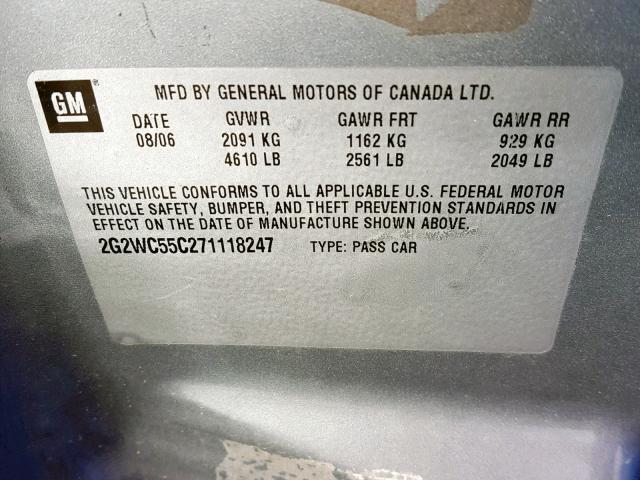 GM ® MFD BY GENERAL MOTORS OF CANADA LTD.
DATE GVWR GAWR FRT GAWR RR
08/06 2091 KG 1162 KG 929 KG
4610 LB 2561 LB 2049 LB
THIS VEHICLE CONFORMS TO ALL APPLICABLE U.S. FEDERAL MOTOR
VEHICLE SAFETY, BUMPER, AND THEFT PREVENTION STANDARDS IN
EFFECT ON THE DATE OF MANUFACTURE SHOWN ABOVE.
2G2WC55C271118247 TYPE: PASS CAR